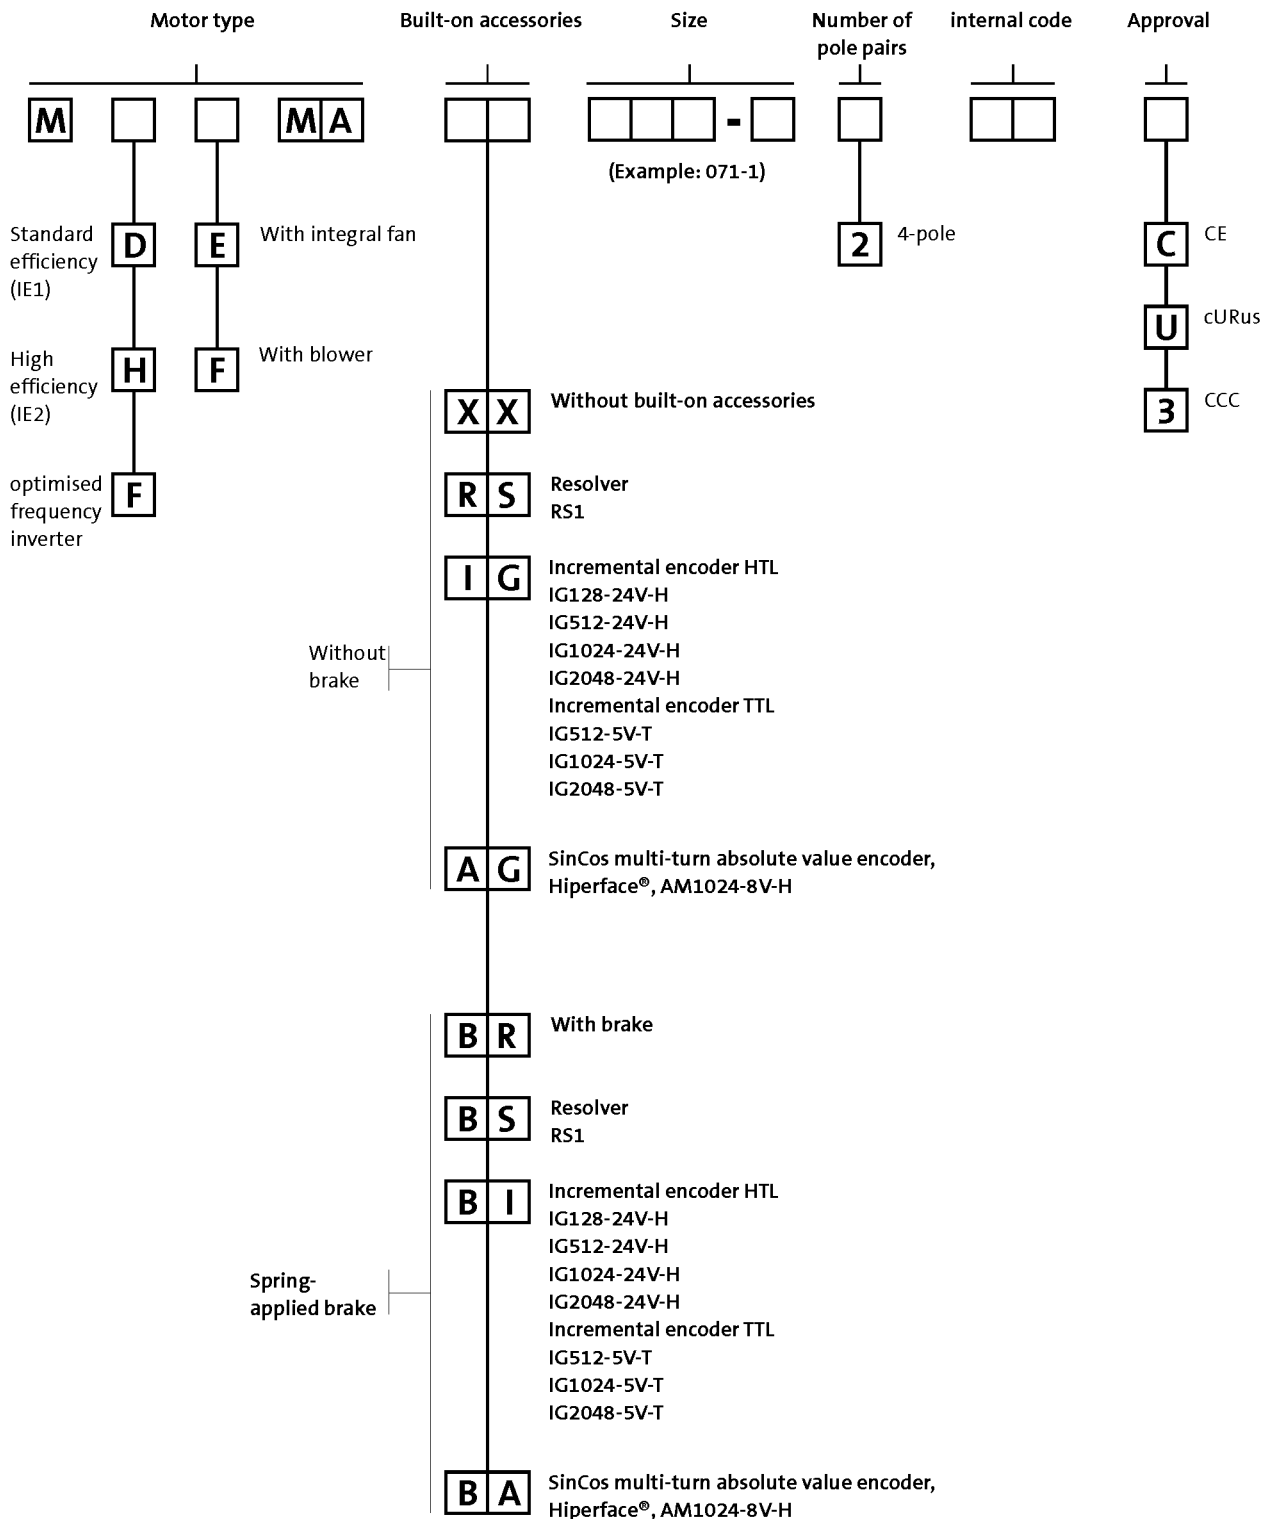 Motor type
Built-on accessories
Size
Number of
pole pairs
internal code
Approval
M
M A
-
(Example: 071-1)
Standard
efficiency
(IE1)
D
E
With integral fan
2
4-pole
C
CE
U
cURus
High
efficiency
(IE2)
H
F
With blower
3
CCC
optimised
frequency
inverter
F
Without
brake
X X
Without built-on accessories
R S
Resolver
RS1
I G
Incremental encoder HTL
IG128-24V-H
IG512-24V-H
IG1024-24V-H
IG2048-24V-H
Incremental encoder TTL
IG512-5V-T
IG1024-5V-T
IG2048-5V-T
A G
SinCos multi-turn absolute value encoder,
Hiperface®, AM1024-8V-H
Spring-
applied brake
B R
With brake
B S
Resolver
RS1
B I
Incremental encoder HTL
IG128-24V-H
IG512-24V-H
IG1024-24V-H
IG2048-24V-H
Incremental encoder TTL
IG512-5V-T
IG1024-5V-T
IG2048-5V-T
B A
SinCos multi-turn absolute value encoder,
Hiperface®, AM1024-8V-H